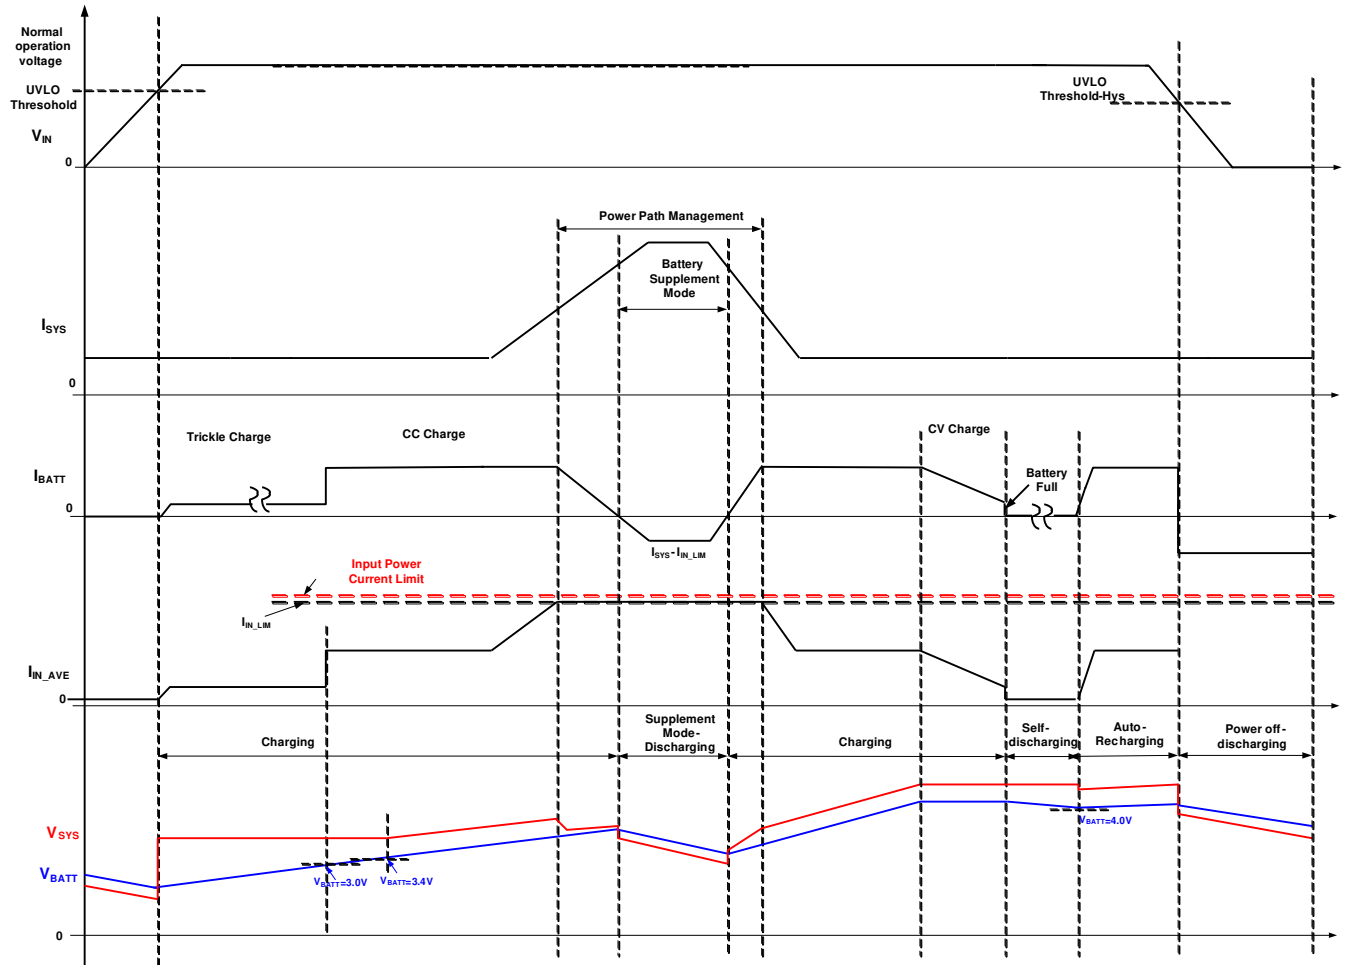 Normal
operation
voltage
UVLO
Thresohold
UVLO
Threshold-Hys
VIN
0
Power Path Management
Battery
Supplement
Mode
ISYS
0
Trickle Charge
CC Charge
CV Charge
Battery
Full
IBATT
0
ISYS-IIN_LIM
Input Power
Current Limit
IIN_LIM
IIN_AVE
0
Charging
Supplement
Mode-
Discharging
Charging
Self-
discharging
Auto-
Recharging
Power off-
discharging
VSYS
VBATT
VBATT=3.0V
VBATT=3.4V
VBATT=4.0V
0